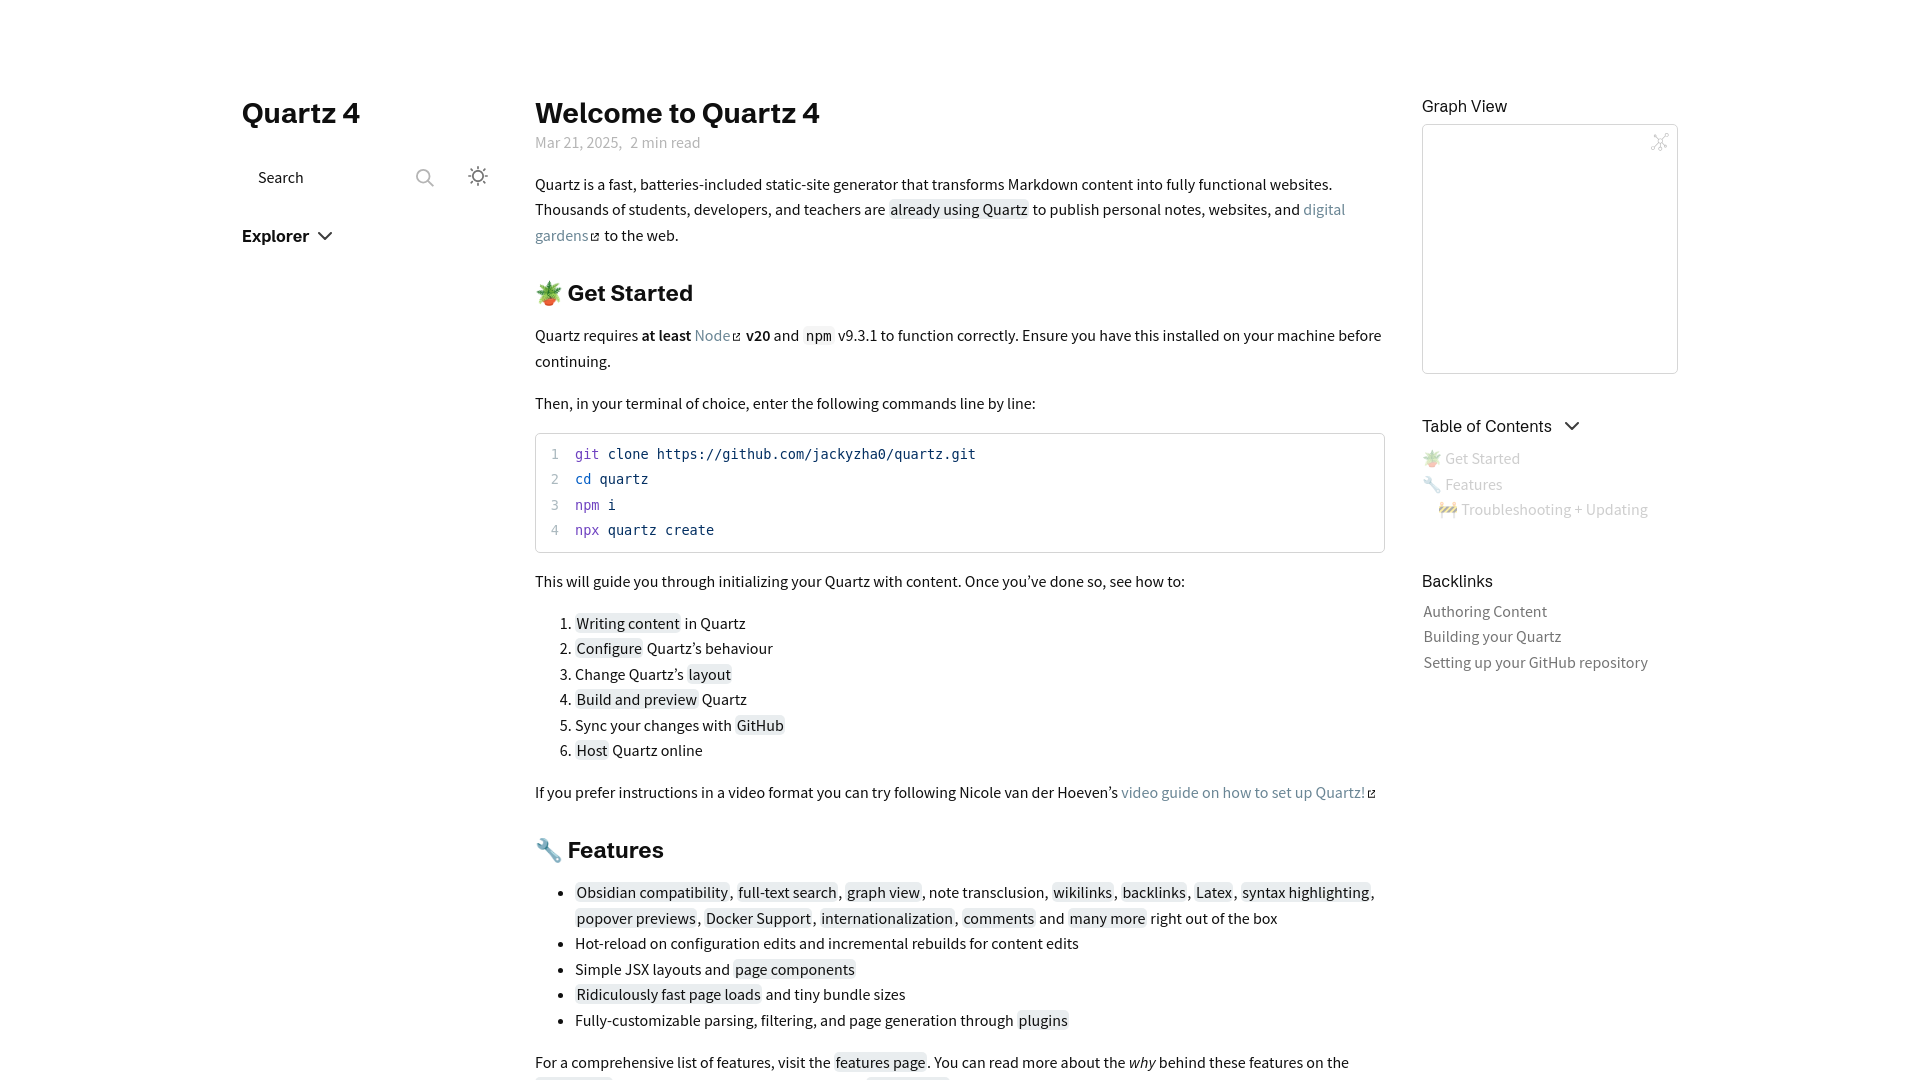 Quartz 4
Search
Explorer
Welcome to Quartz 4
Mar 21, 2025, 2 min read
Quartz is a fast, batteries-included static-site generator that transforms Markdown content into fully functional websites.
Thousands of students, developers, and teachers are already using Quartz to publish personal notes, websites, and digital
gardens to the web.
🪴 Get Started
Quartz requires at least Node v20 and npm v9.3.1 to function correctly. Ensure you have this installed on your machine before
continuing.
Then, in your terminal of choice, enter the following commands line by line:
1 git clone https://github.com/jackyzha0/quartz.git
2 cd quartz
3 npm i
4 npx quartz create
This will guide you through initializing your Quartz with content. Once you’ve done so, see how to:
1. Writing content in Quartz
2. Configure Quartz’s behaviour
3. Change Quartz’s layout
4. Build and preview Quartz
5. Sync your changes with GitHub
6. Host Quartz online
If you prefer instructions in a video format you can try following Nicole van der Hoeven’s video guide on how to set up Quartz!
🔧 Features
• Obsidian compatibility, full-text search, graph view, note transclusion, wikilinks, backlinks, Latex, syntax highlighting,
popover previews, Docker Support, internationalization, comments and many more right out of the box
• Hot-reload on configuration edits and incremental rebuilds for content edits
• Simple JSX layouts and page components
• Ridiculously fast page loads and tiny bundle sizes
• Fully-customizable parsing, filtering, and page generation through plugins
For a comprehensive list of features, visit the features page. You can read more about the why behind these features on the
Graph View
Table of Contents
🪴 Get Started
🔧 Features
🚧 Troubleshooting + Updating
Backlinks
Authoring Content
Building your Quartz
Setting up your GitHub repository